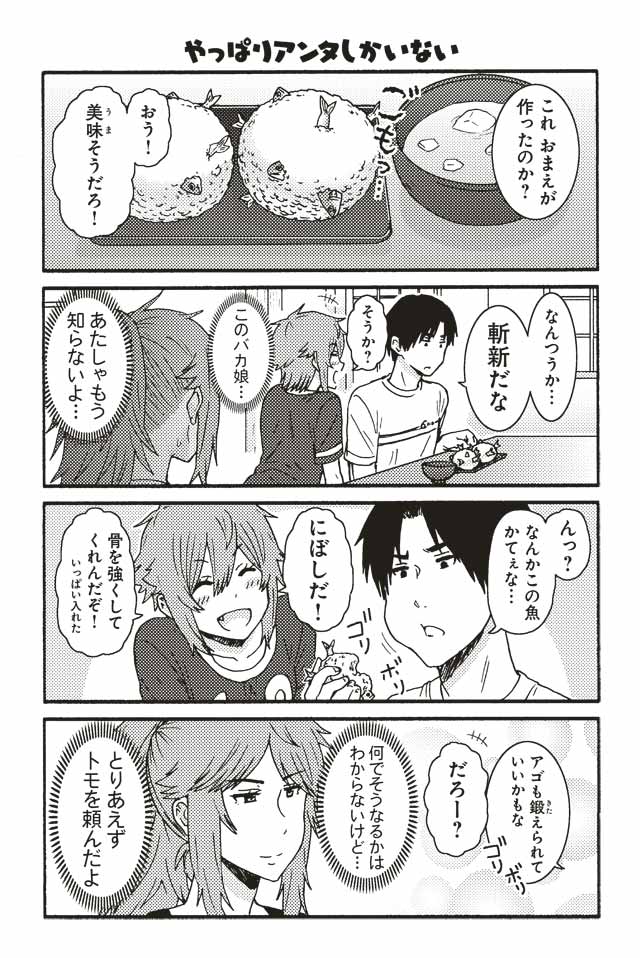 やっぱりアンタしかいない
これ おまえが
作ったのか?
ごもっ…
おう!
美味そうだろ!
うま
なんつうか…
斬新だな
…
そうか?
このバカ娘…
あたしゃもう
知らないよ…
んっ?
なんかこの魚
かてぇな…
ボリ
ゴリ
にぼしだ!
骨を強くして
くれんだぞ!
いっぱい入れた
アゴも鍛えられて
きた
いいかもな
ボリ
ゴリ
だろー?
何でそうなるかは
わからないけど…
とりあえず
トモを頼んだよ